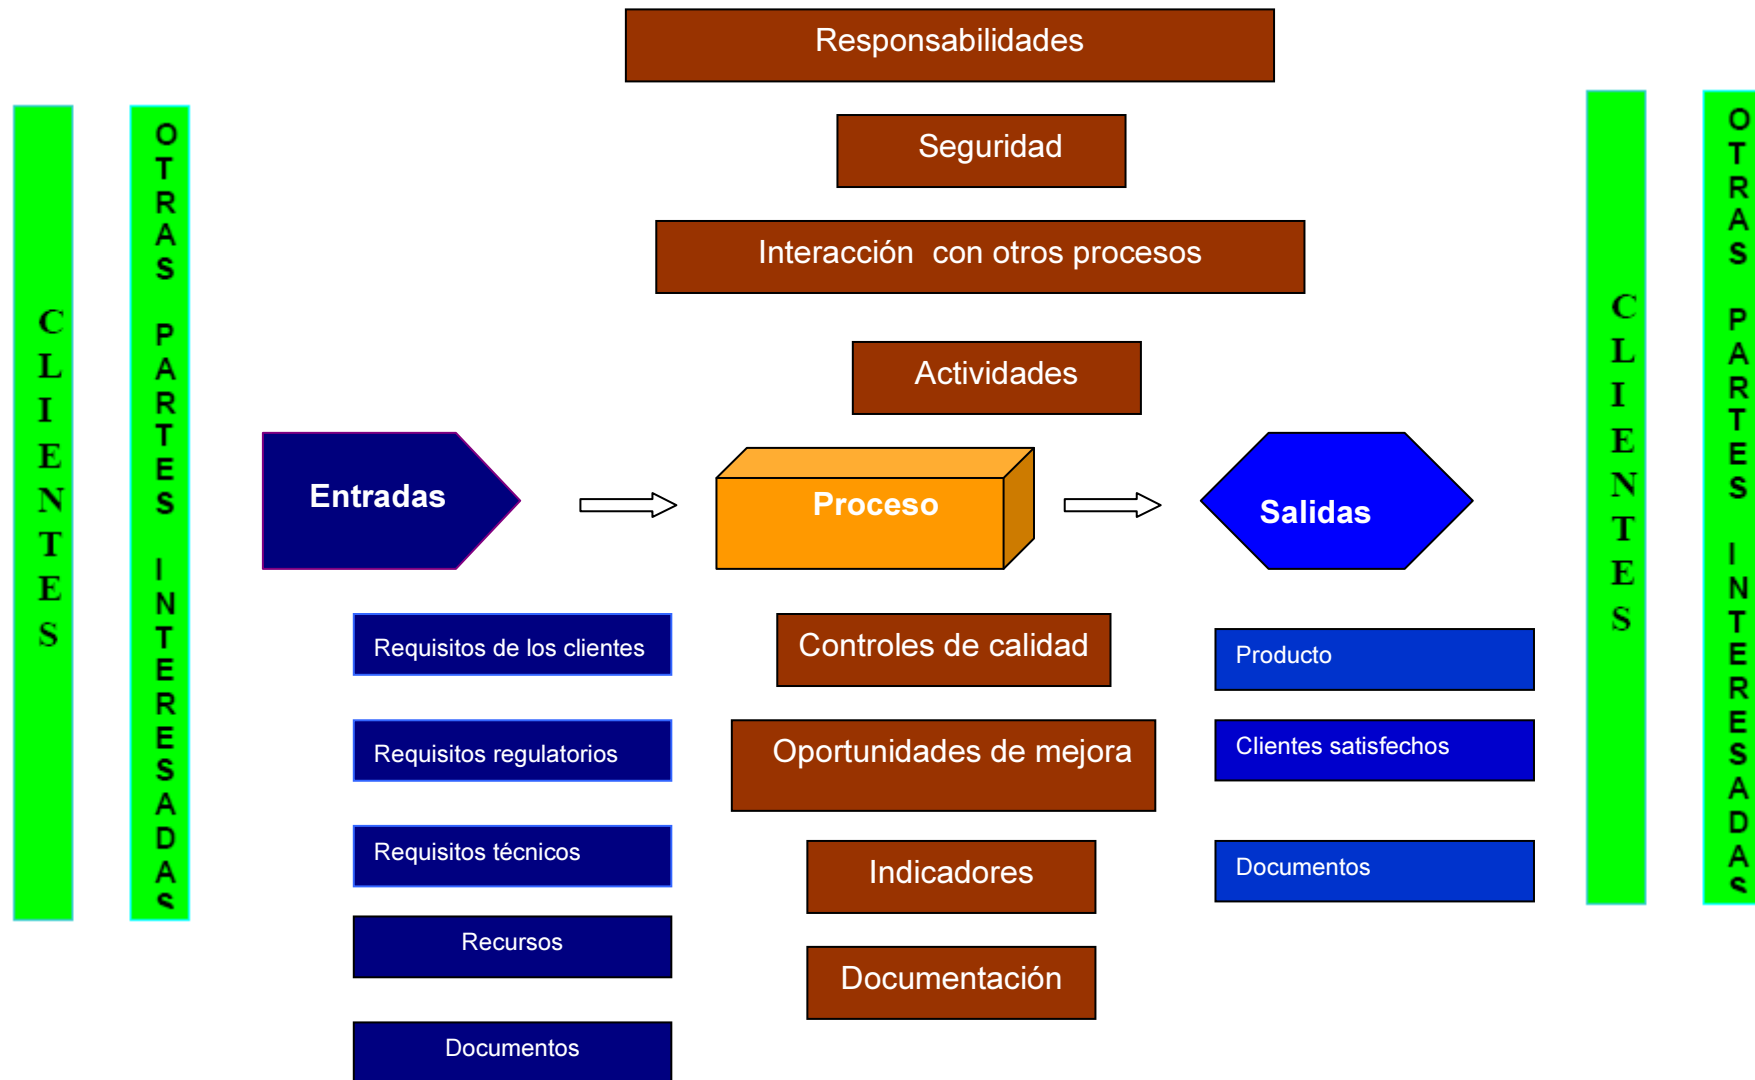 Responsabilidades
Seguridad
Interacción con otros procesos
Actividades
CLIENTES
OTRAS PARTES INTERESADAS
Entradas
Proceso
Salidas
Requisitos de los clientes
Requisitos regulatorios
Requisitos técnicos
Recursos
Documentos
Controles de calidad
Oportunidades de mejora
Indicadores
Documentación
Producto
Clientes satisfechos
Documentos
CLIENTES
OTRAS PARTES INTERESADAS